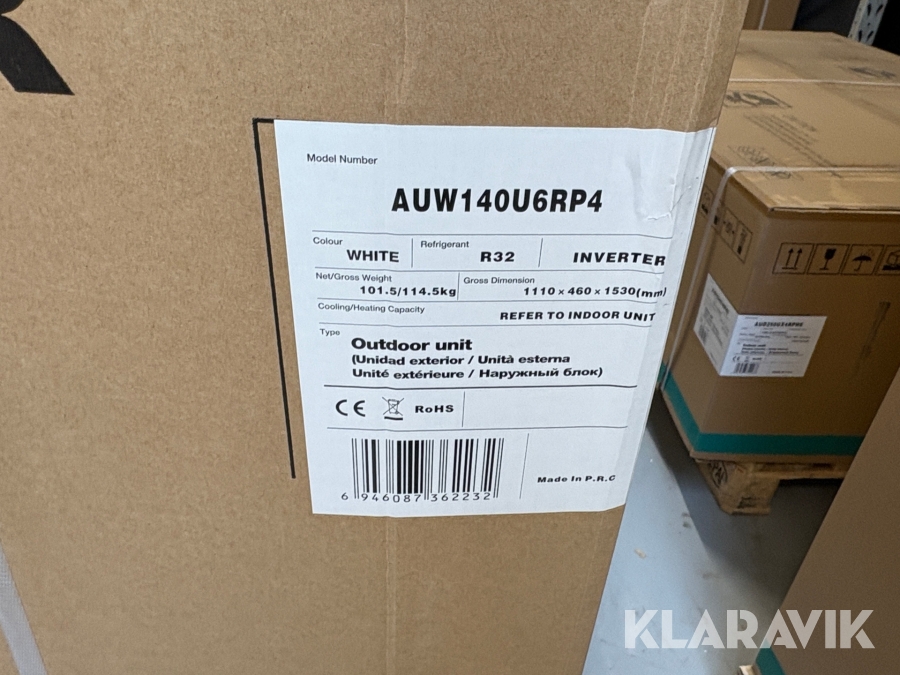 R
Model Number
AUW140U6RP4
Colour
WHITE
Refrigerant
R32
INVERTER
Net/Gross Weight
101.5/114.5kg
Gross Dimension
1110 × 460 × 1530(mm)
Cooling/Heating Capacity
REFER TO INDOOR UNIT
Type
Outdoor unit
(Unidad exterior / Unità esterna
Unité extérieure / Наружный блок)
CE
RoHS
6 946087 362232
Made In P.R.C
Outdoor unit
KLARAVIK